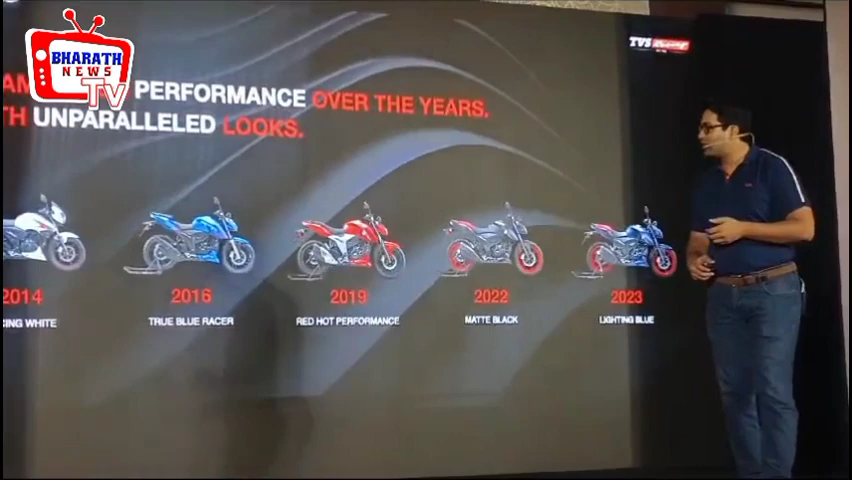 BHARATH
NEWS
TV
PERFORMANCE OVER THE YEARS.
UNPARALLELED LOOKS.
TVS Racing
2014
2016
2019
2022
2023
TRUE BLUE RACER
RED HOT PERFORMANCE
MATTE BLACK
LIGHTING BLUE
WHITE